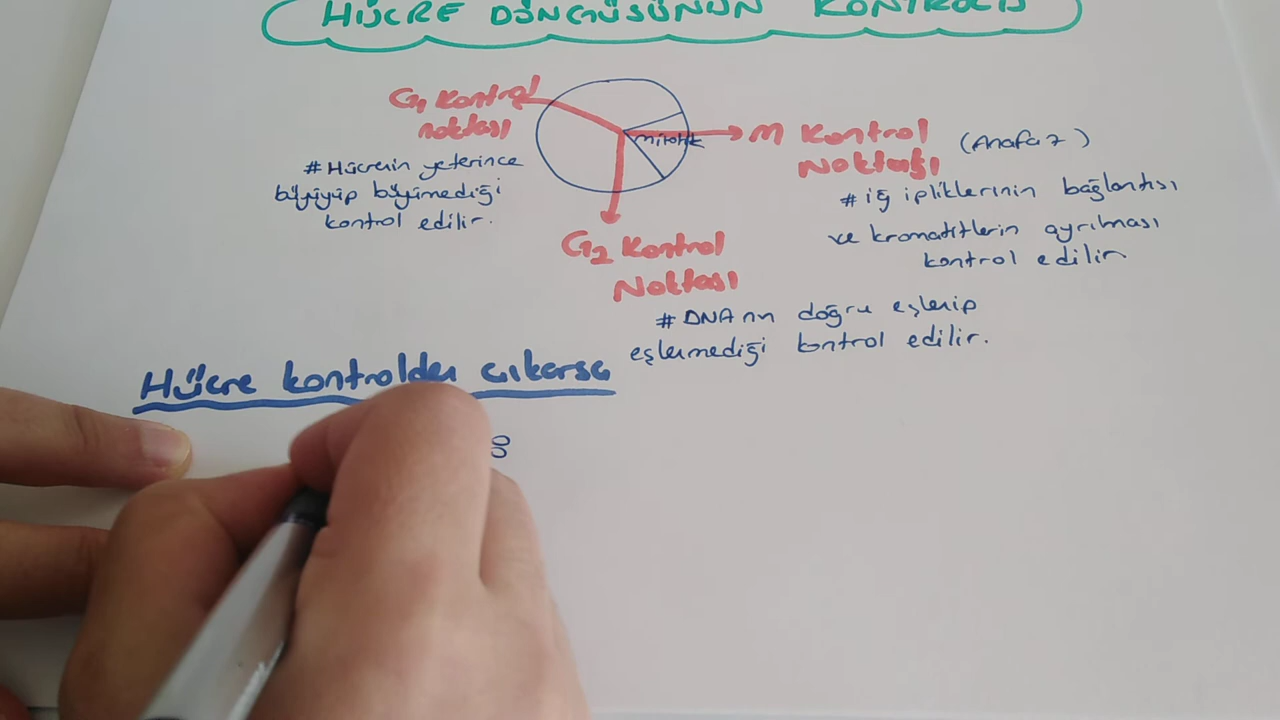 HÜCRE DÖNGÜSÜNÜN KONTROLÜ
G1 Kontrol
noktası
# Hücrenin yeterince
büyüyüp büyümediği
kontrol edilir.
mitotik
M Kontrol
Noktası
(Anafaz)
# iğ ipliklerinin bağlantısı
ve kromatitlerin ayrılması
kontrol edilir
G2 Kontrol
Noktası
# DNA nın doğru eşlenip
eşlenmediği kontrol edilir.
Hücre kontrolden çıkarsa